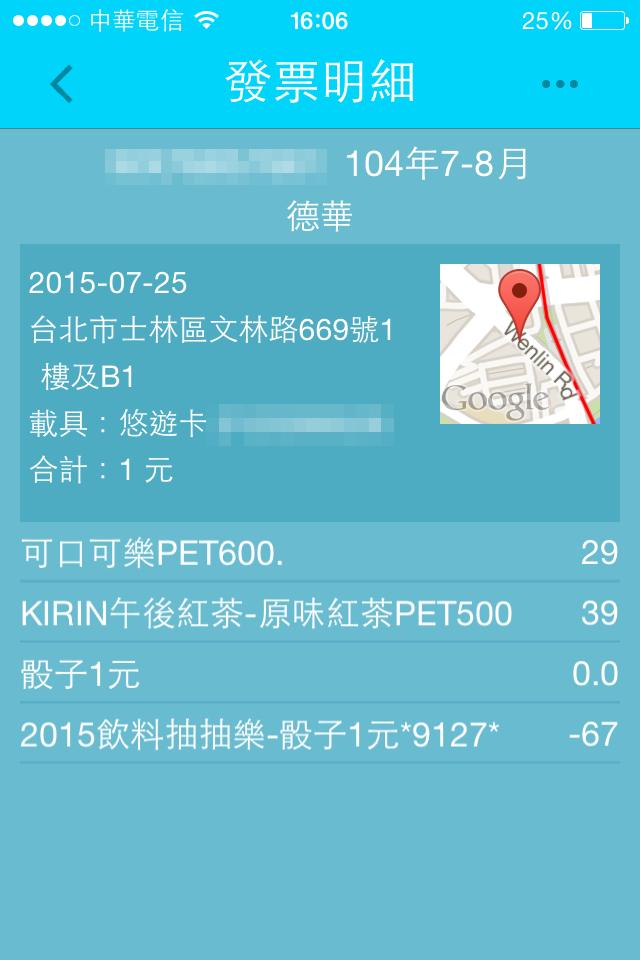 中華電信 16:06 25%
發票明細
104年7-8月
德華
2015-07-25
台北市士林區文林路669號1
樓及B1
載具：悠遊卡
合計：1 元
Wenlin Rd
Google
可口可樂PET600. 29
KIRIN午後紅茶-原味紅茶PET500 39
骰子1元 0.0
2015飲料抽抽樂-骰子1元*9127* -67